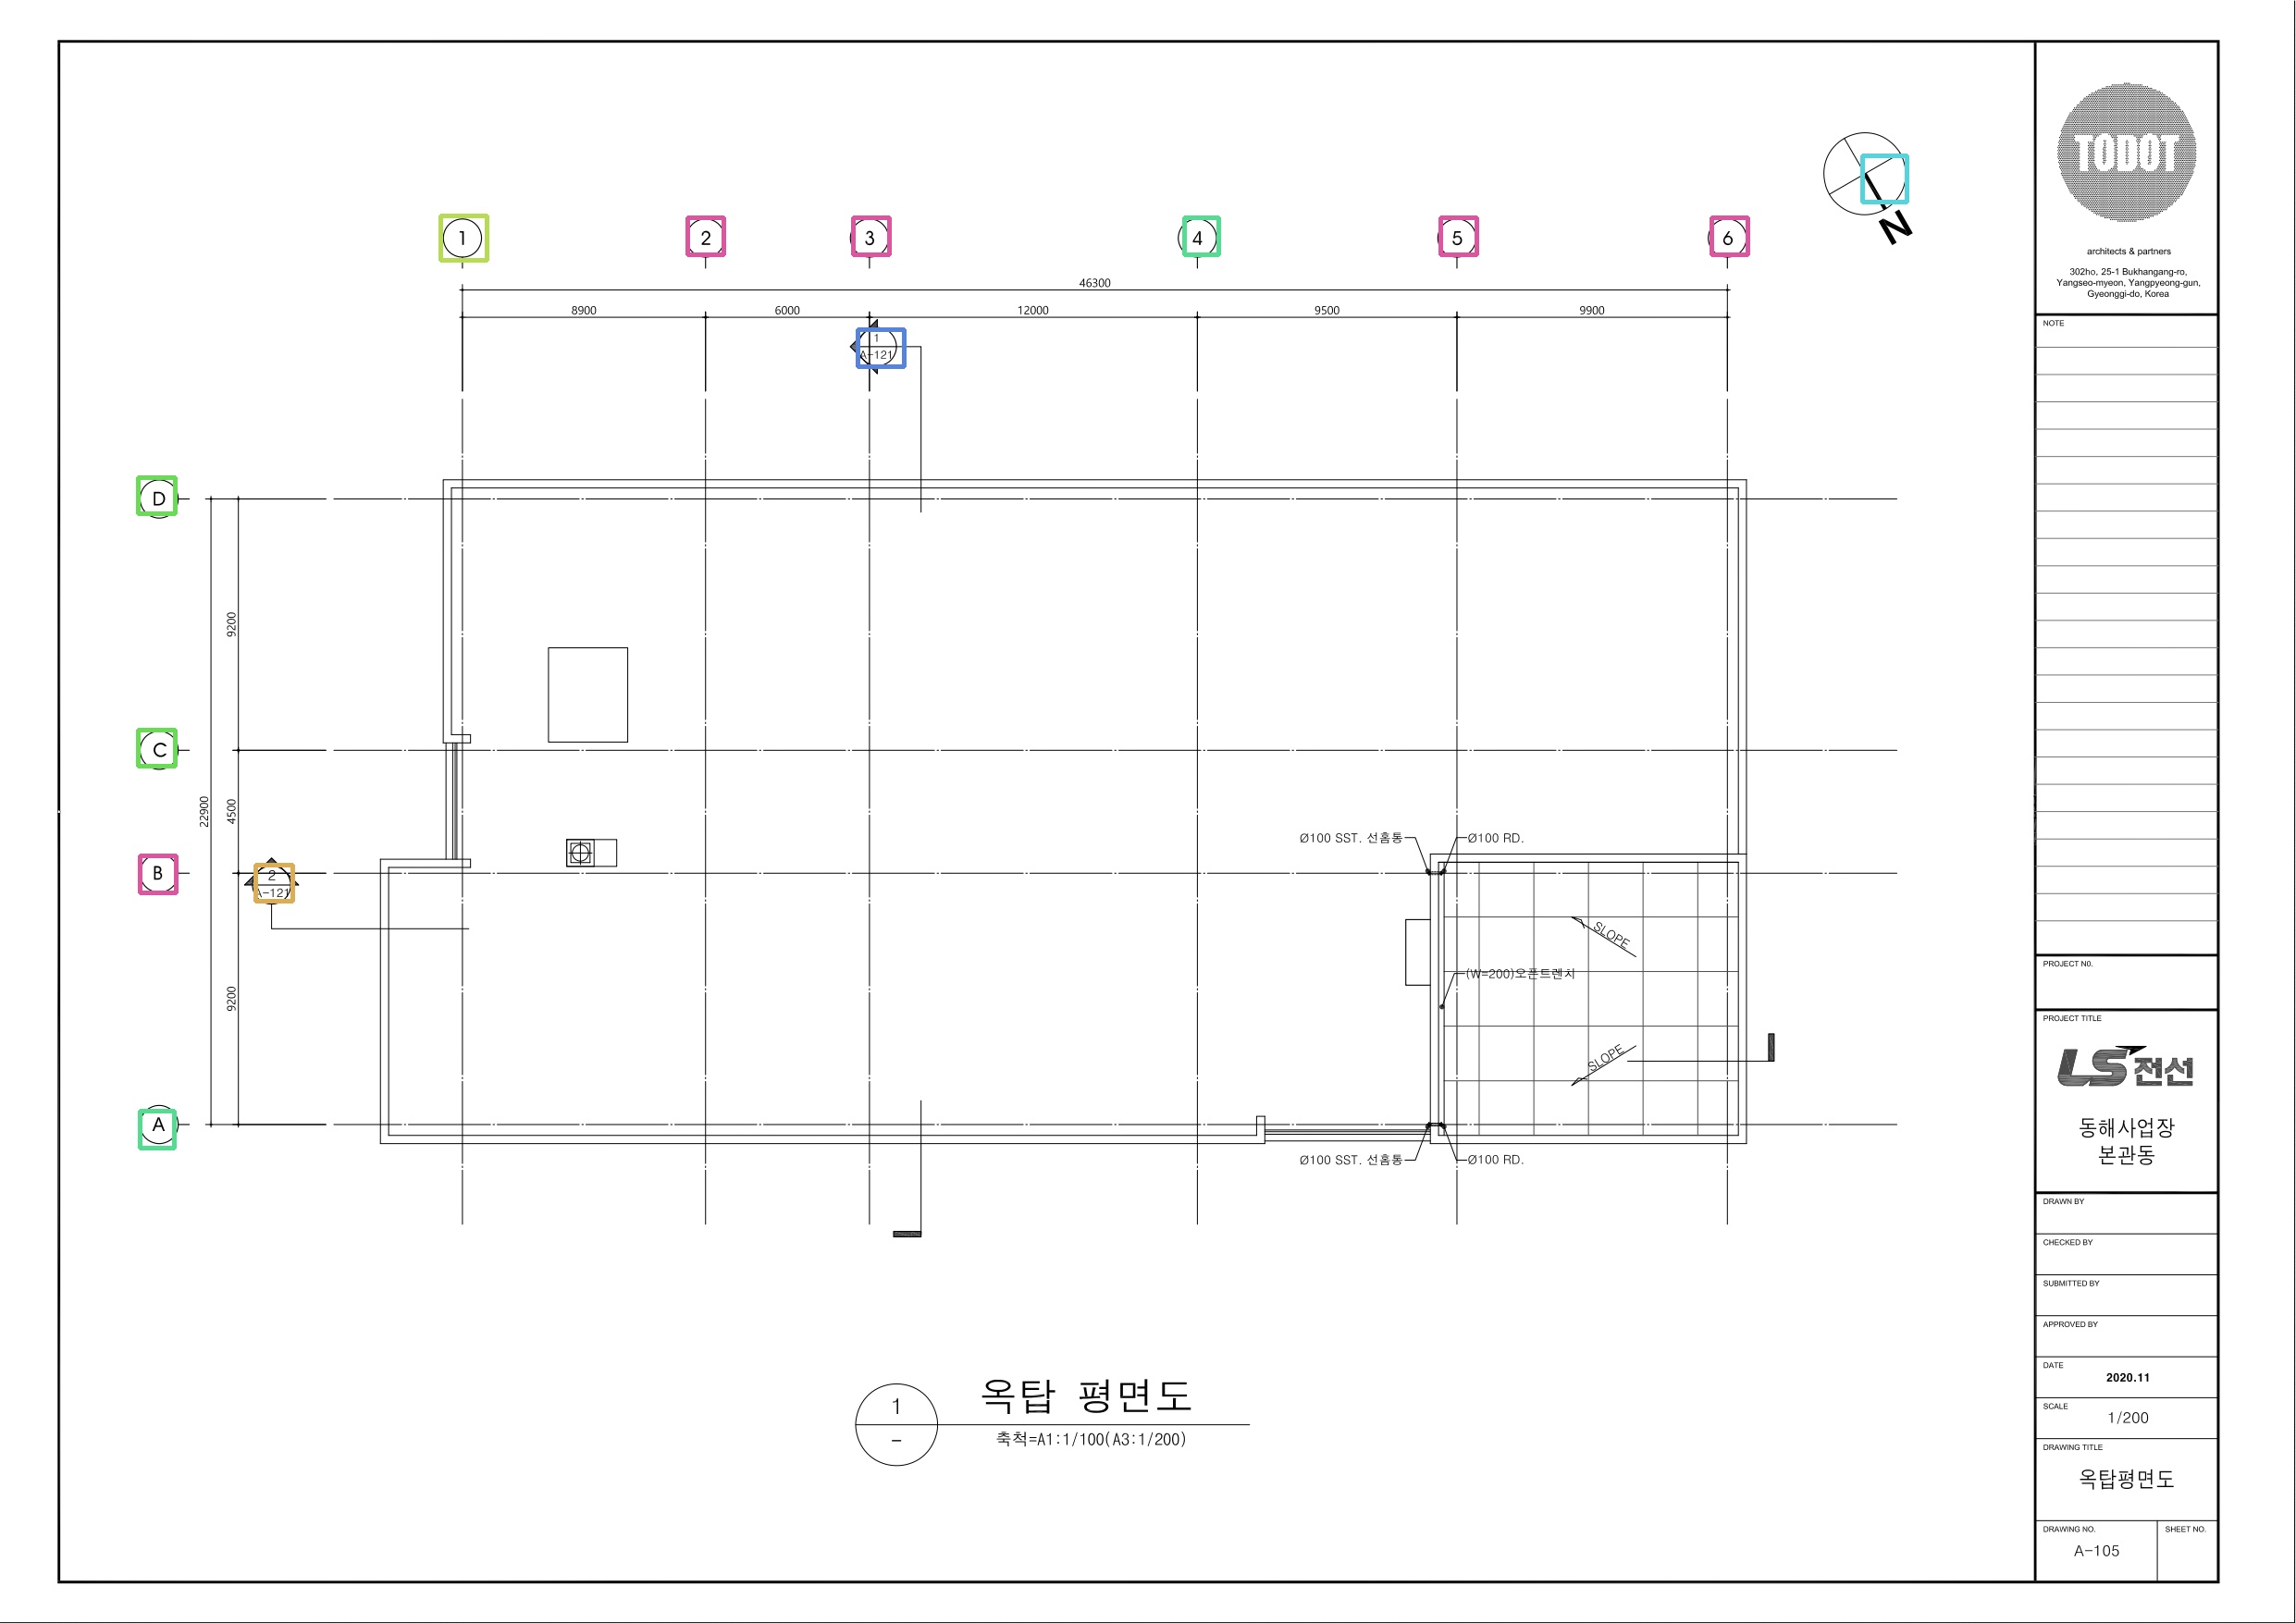 TODOT
architects & partners
302ho, 25-1 Bukhangang-ro,
Yangseo-myeon, Yangpyeong-gun,
Gyeonggi-do, Korea
N
1 2 3 4 5 6
46300
8900 6000 12000 9500 9900
1
A-121
D
C
B
A
9200
4500
22900
9200
2
A-121
Ø100 SST. 선홈통
Ø100 RD.
SLOPE
(W=200)오픈트렌치
SLOPE
Ø100 SST. 선홈통
Ø100 RD.
1
-
옥탑 평면도
축척=A1:1/100(A3:1/200)
NOTE
PROJECT NO.
PROJECT TITLE
LS전선
동해사업장
본관동
DRAWN BY
CHECKED BY
SUBMITTED BY
APPROVED BY
DATE
2020.11
SCALE
1/200
DRAWING TITLE
옥탑평면도
DRAWING NO.
SHEET NO.
A-105